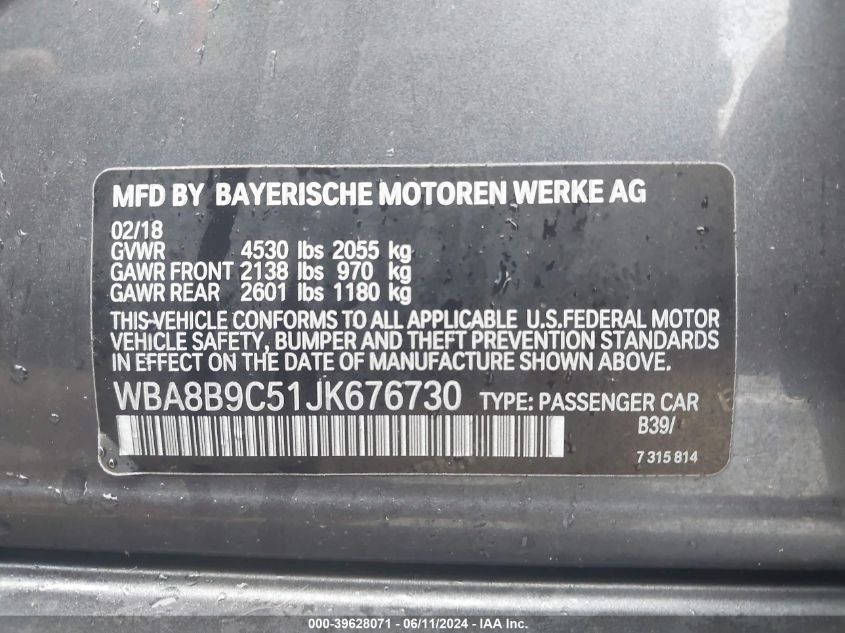 MFD BY BAYERISCHE MOTOREN WERKE AG
02/18
GVWR 4530 lbs 2055 kg
GAWR FRONT 2138 lbs 970 kg
GAWR REAR 2601 lbs 1180 kg
THIS VEHICLE CONFORMS TO ALL APPLICABLE U.S.FEDERAL MOTOR
VEHICLE SAFETY, BUMPER AND THEFT PREVENTION STANDARDS
IN EFFECT ON THE DATE OF MANUFACTURE SHOWN ABOVE.
WBA8B9C51JK676730 TYPE: PASSENGER CAR
B39/
7 315 814
000-39628071 - 06/11/2024 - IAA Inc.